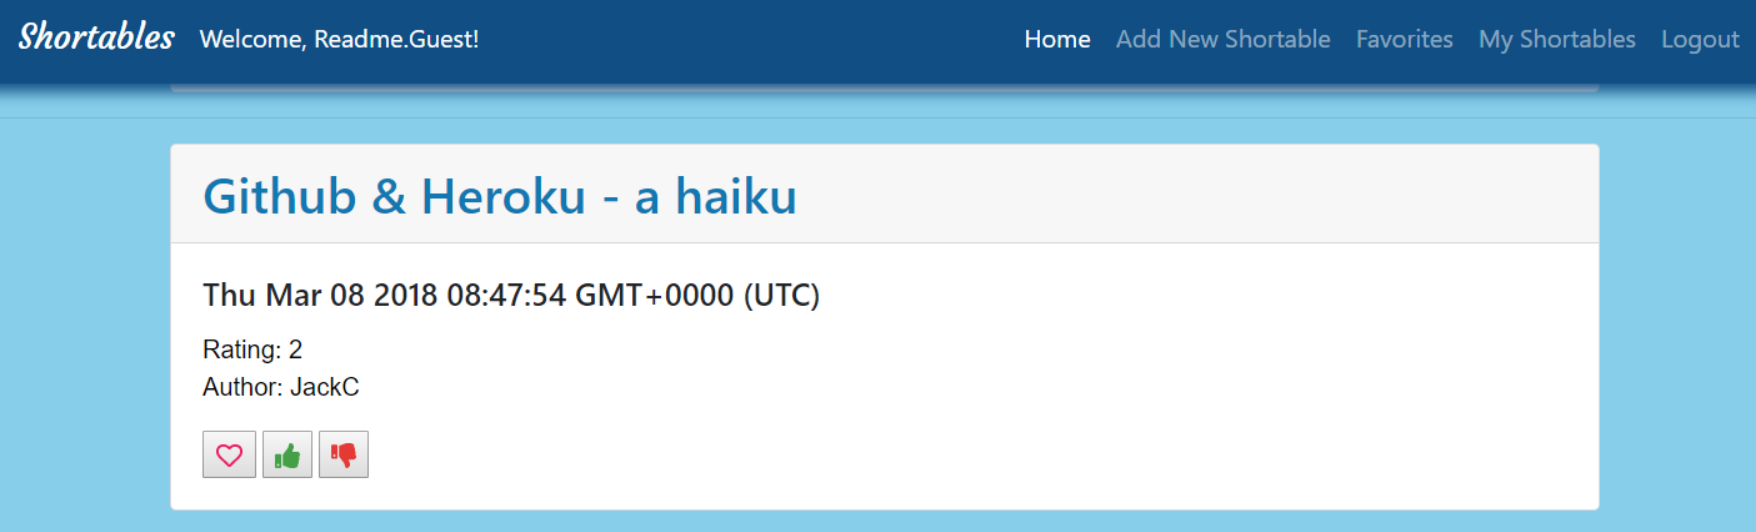 Shortables Welcome, Readme.Guest! Home Add New Shortable Favorites My Shortables Logout
Github & Heroku - a haiku
Thu Mar 08 2018 08:47:54 GMT+0000 (UTC)
Rating: 2
Author: JackC